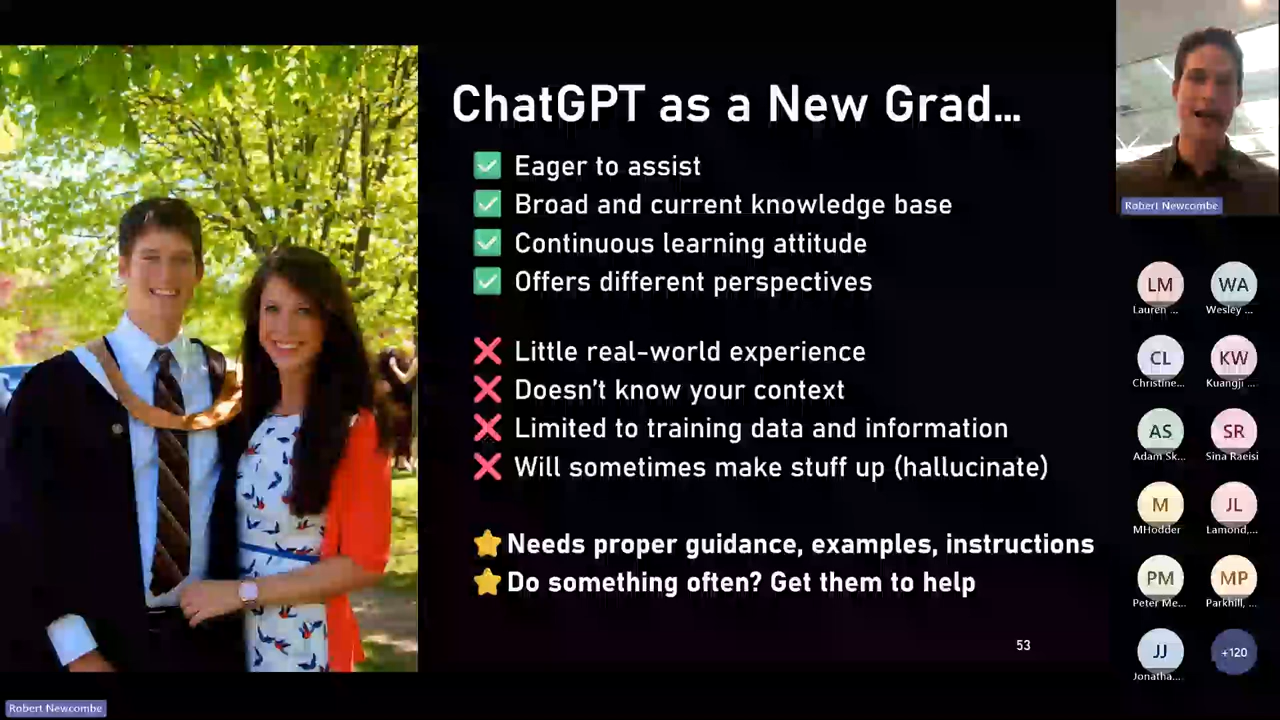 ChatGPT as a New Grad...
Eager to assist
Broad and current knowledge base
Continuous learning attitude
Offers different perspectives
Little real-world experience
Doesn't know your context
Limited to training data and information
Will sometimes make stuff up (hallucinate)
Needs proper guidance, examples, instructions
Do something often? Get them to help
53
Robert Newcombe
Robert Newcombe
LM
WA
Lauren ...
Wesley ...
CL
KW
Christine...
Kuangji ...
AS
SR
Adam Sk...
Sina Raeisi
M
JL
MHodder
Lamond,...
PM
MP
Peter Me...
Parkhill, ...
JJ
+120
Jonatha...